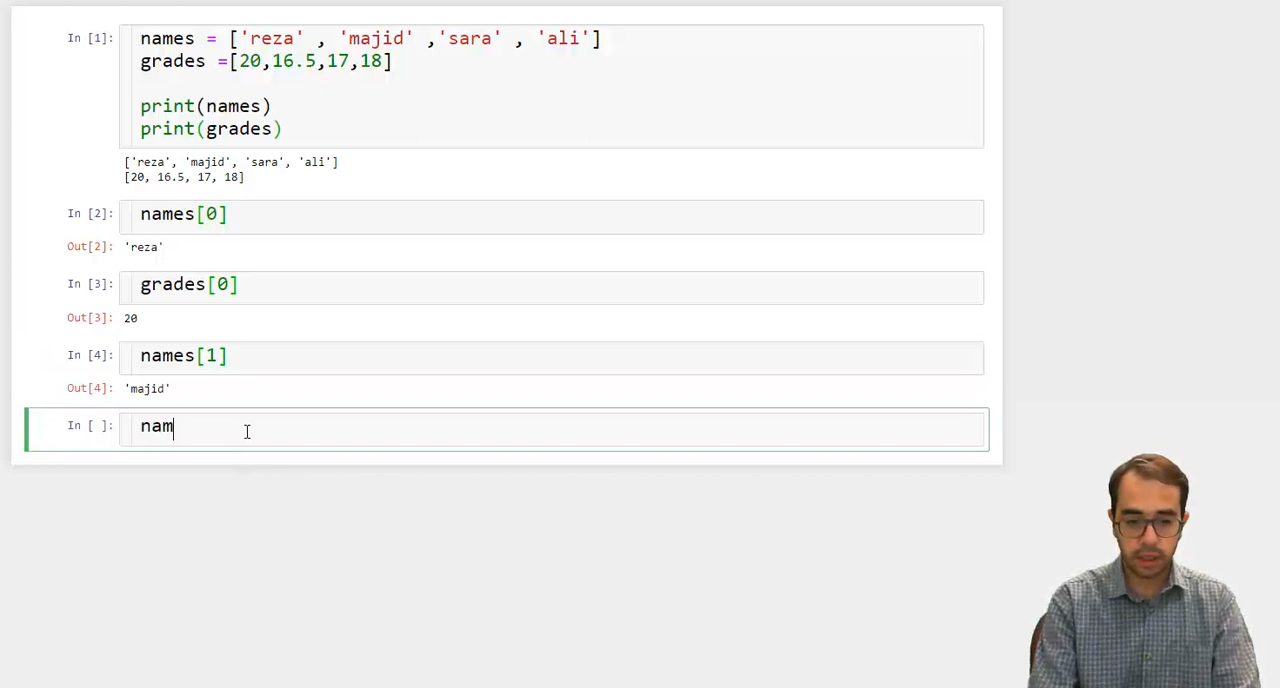 In [1]: names = ['reza' , 'majid' ,'sara' , 'ali']
grades =[20,16.5,17,18]
print(names)
print(grades)
['reza', 'majid', 'sara', 'ali']
[20, 16.5, 17, 18]
In [2]: names[0]
Out[2]: 'reza'
In [3]: grades[0]
Out[3]: 20
In [4]: names[1]
Out[4]: 'majid'
In [ ]: nam